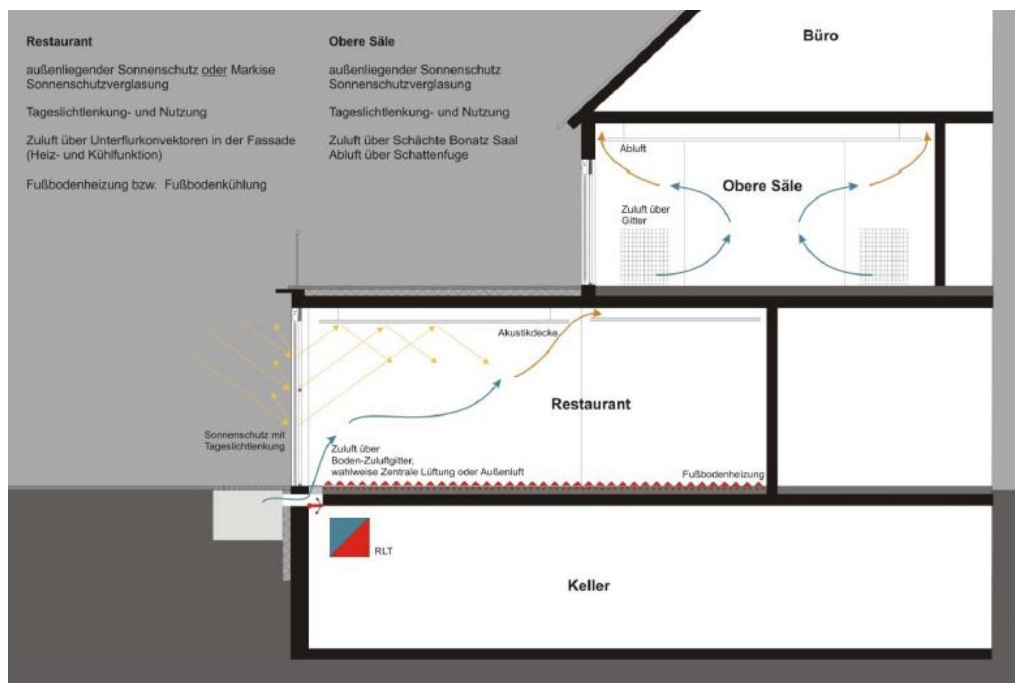 Restaurant
außenliegender Sonnenschutz oder Markise
Sonnenschutzverglasung
Tageslichtlenkung- und Nutzung
Zuluft über Unterflurkonvektoren in der Fassade
(Heiz- und Kühlfunktion)
Fußbodenheizung bzw. Fußbodenkühlung
Obere Säle
außenliegender Sonnenschutz
Sonnenschutzverglasung
Tageslichtlenkung- und Nutzung
Zuluft über Schächte Bonatz Saal
Abluft über Schattenfuge
Büro
Abluft
Obere Säle
Zuluft über
Gitter
Akustikdecke
Restaurant
Sonnenschutz mit
Tageslichtlenkung
Zuluft über
Boden-Zuluftgitter,
wahlweise Zentrale Lüftung oder Außenluft
Fußbodenheizung
RLT
Keller